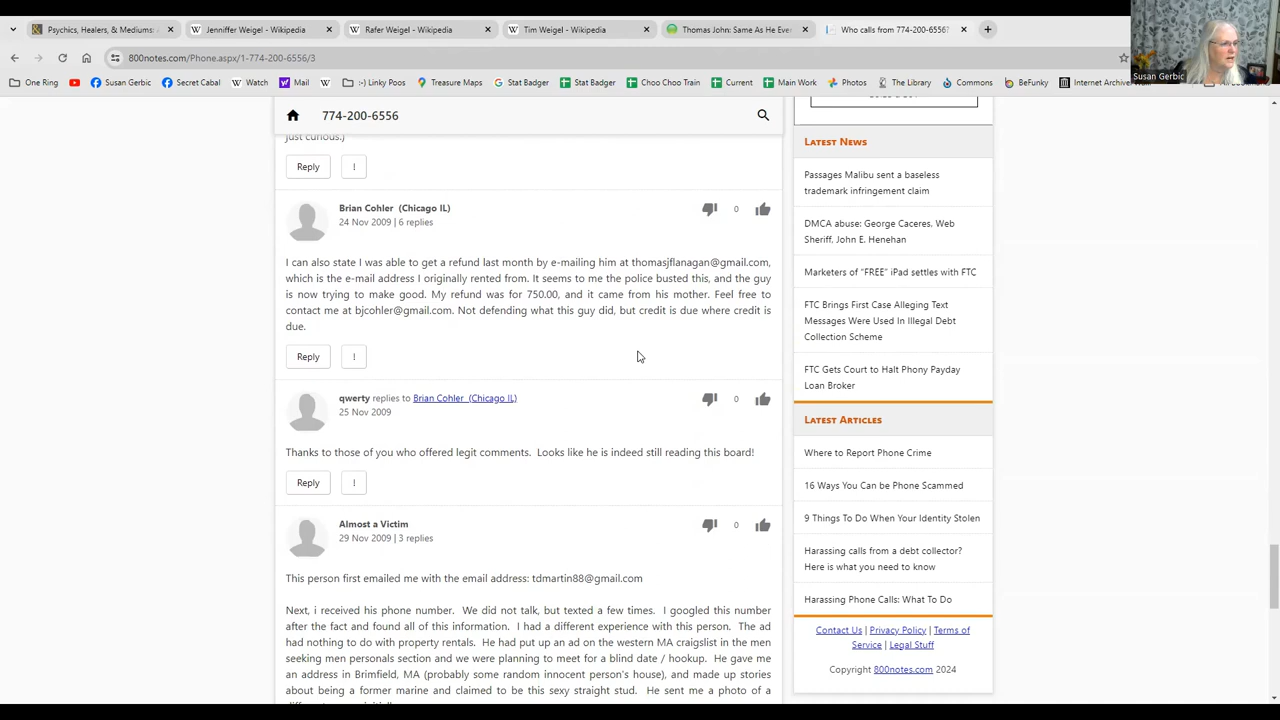 Psychics, Healers, & Mediums:
Jenniffer Weigel - Wikipedia
Rafer Weigel - Wikipedia
Tim Weigel - Wikipedia
Thomas John: Same As He Ever
Who calls from 774-200-6556?
800notes.com/Phone.aspx/1-774-200-6556/3
One Ring
Susan Gerbic
Secret Cabal
Watch
Mail
:-) Linky Poos
Treasure Maps
Stat Badger
Stat Badger
Choo Choo Train
Current
Main Work
Photos
The Library
Commons
BeFunky
Susan Gerbic
774-200-6556
just curious.)
Reply
Brian Cohler (Chicago IL)
24 Nov 2009 | 6 replies
0
I can also state I was able to get a refund last month by e-mailing him at thomasjflanagan@gmail.com,
which is the e-mail address I originally rented from. It seems to me the police busted this, and the guy
is now trying to make good. My refund was for 750.00, and it came from his mother. Feel free to
contact me at bjcohler@gmail.com. Not defending what this guy did, but credit is due where credit is
due.
Reply
qwerty replies to Brian Cohler (Chicago IL)
25 Nov 2009
0
Thanks to those of you who offered legit comments. Looks like he is indeed still reading this board!
Reply
Almost a Victim
29 Nov 2009 | 3 replies
0
This person first emailed me with the email address: tdmartin88@gmail.com
Next, i received his phone number. We did not talk, but texted a few times. I googled this number
after the fact and found all of this information. I had a different experience with this person. The ad
had nothing to do with property rentals. He had put up an ad on the western MA craigslist in the men
seeking men personals section and we were planning to meet for a blind date / hookup. He gave me
an address in Brimfield, MA (probably some random innocent person's house), and made up stories
about being a former marine and claimed to be this sexy straight stud. He sent me a photo of a
Latest News
Passages Malibu sent a baseless
trademark infringement claim
DMCA abuse: George Caceres, Web
Sheriff, John E. Henehan
Marketers of "FREE" iPad settles with FTC
FTC Brings First Case Alleging Text
Messages Were Used In Illegal Debt
Collection Scheme
FTC Gets Court to Halt Phony Payday
Loan Broker
Latest Articles
Where to Report Phone Crime
16 Ways You Can be Phone Scammed
9 Things To Do When Your Identity Stolen
Harassing calls from a debt collector?
Here is what you need to know
Harassing Phone Calls: What To Do
Contact Us | Privacy Policy | Terms of
Service | Legal Stuff
Copyright 800notes.com 2024